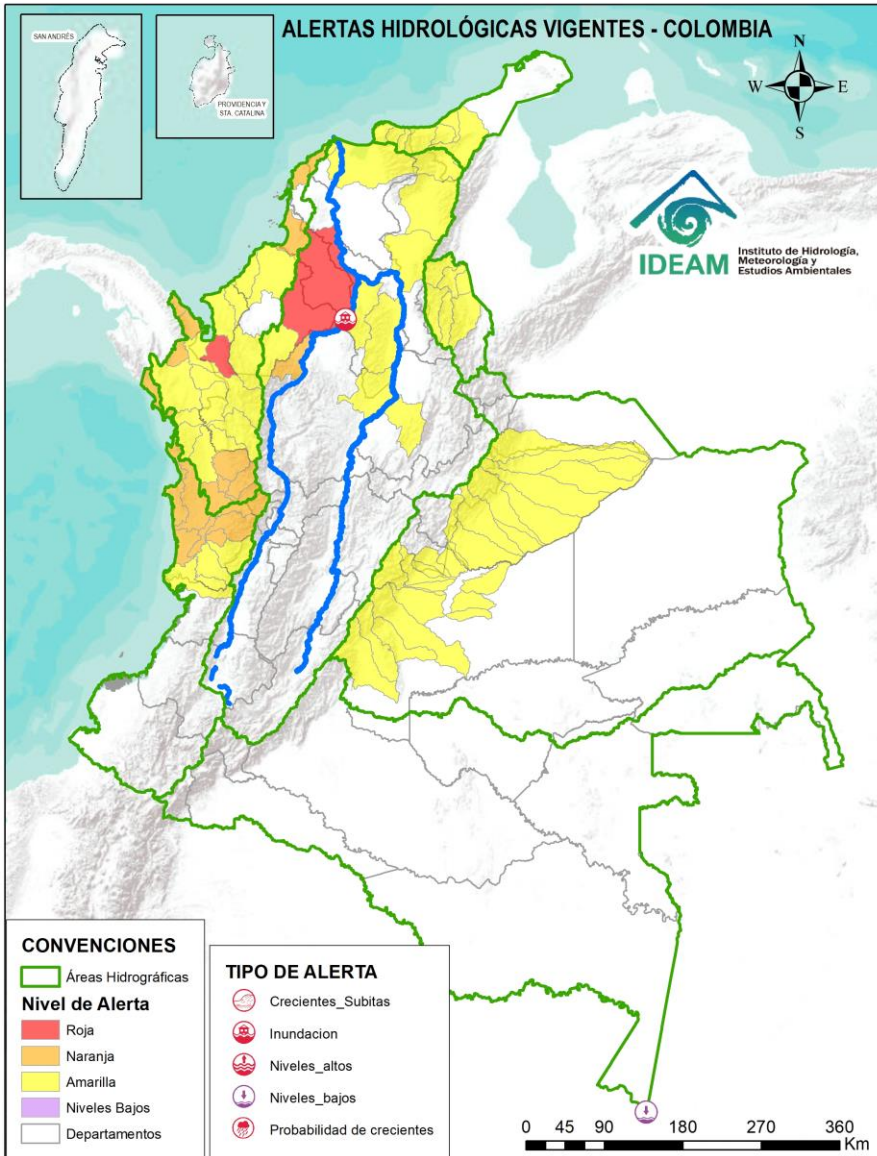 ALERTAS HIDROLÓGICAS VIGENTES - COLOMBIA
SAN ANDRÉS
PROVIDENCIA Y
STA. CATALINA
N
W
E
S
IDEAM
Instituto de Hidrología,
Meteorología y
Estudios Ambientales
CONVENCIONES
Áreas Hidrográficas
Nivel de Alerta
Roja
Naranja
Amarilla
Niveles Bajos
Departamentos
TIPO DE ALERTA
Crecientes_Subitas
Inundacion
Niveles_altos
Niveles_bajos
Probabilidad de crecientes
0 45 90 180 270 360
Km